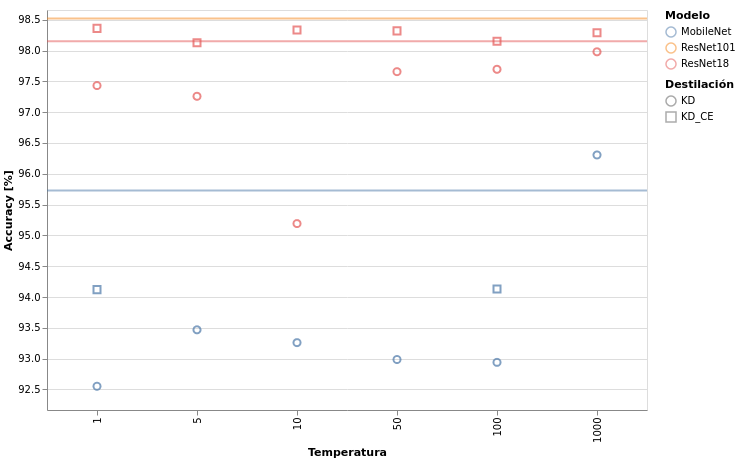 Accuracy [%]
98.5
98.0
97.5
97.0
96.5
96.0
95.5
95.0
94.5
94.0
93.5
93.0
92.5
1
5
10
50
100
1000
Temperatura
Modelo
MobileNet
ResNet101
ResNet18
Destilación
KD
KD_CE